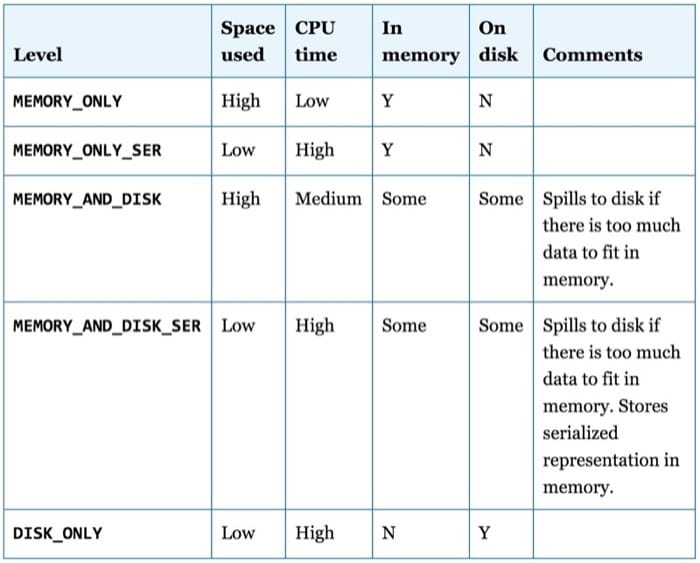 Level Space used CPU time In memory On disk Comments
MEMORY_ONLY High Low Y N
MEMORY_ONLY_SER Low High Y N
MEMORY_AND_DISK High Medium Some Some Spills to disk if
there is too much
data to fit in
memory.
MEMORY_AND_DISK_SER Low High Some Some Spills to disk if
there is too much
data to fit in
memory. Stores
serialized
representation in
memory.
DISK_ONLY Low High N Y